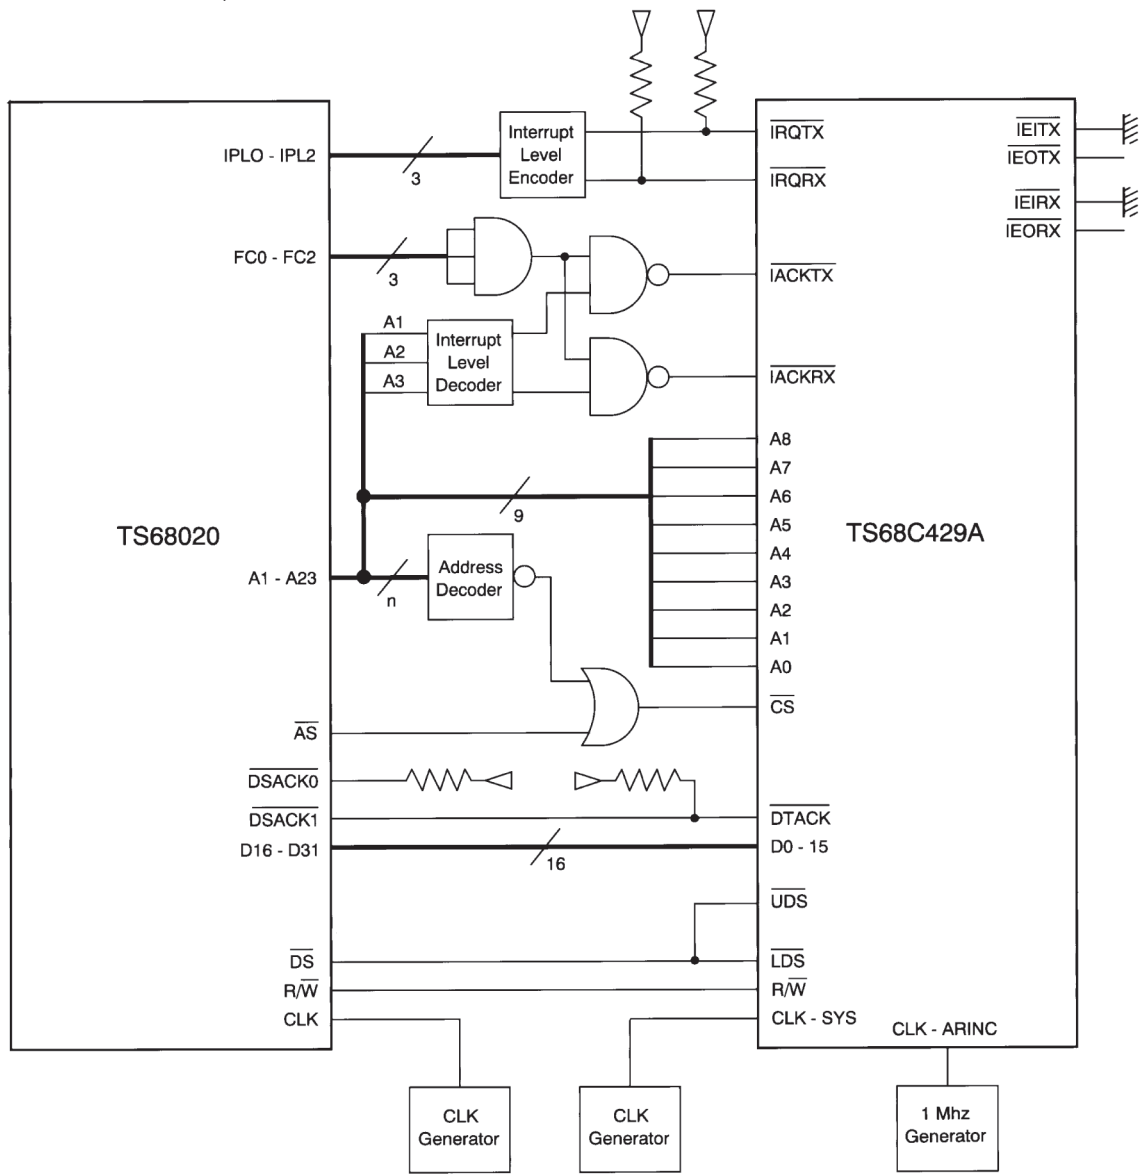 TS68020
IPLO - IPL2
3
Interrupt
Level
Encoder
IRQTX
IRQRX
IEITX
IEOTX
IEIRX
IEORX
FC0 - FC2
3
IACKTX
A1
A2
A3
Interrupt
Level
Decoder
IACKRX
A8
A7
A6
A5
A4
A3
A2
A1
A0
9
TS68C429A
A1 - A23
n
Address
Decoder
CS
AS
DSACK0
DSACK1
DTACK
D16 - D31
16
D0 - 15
UDS
DS
LDS
R/W
R/W
CLK
CLK - SYS
CLK - ARINC
CLK
Generator
CLK
Generator
1 Mhz
Generator